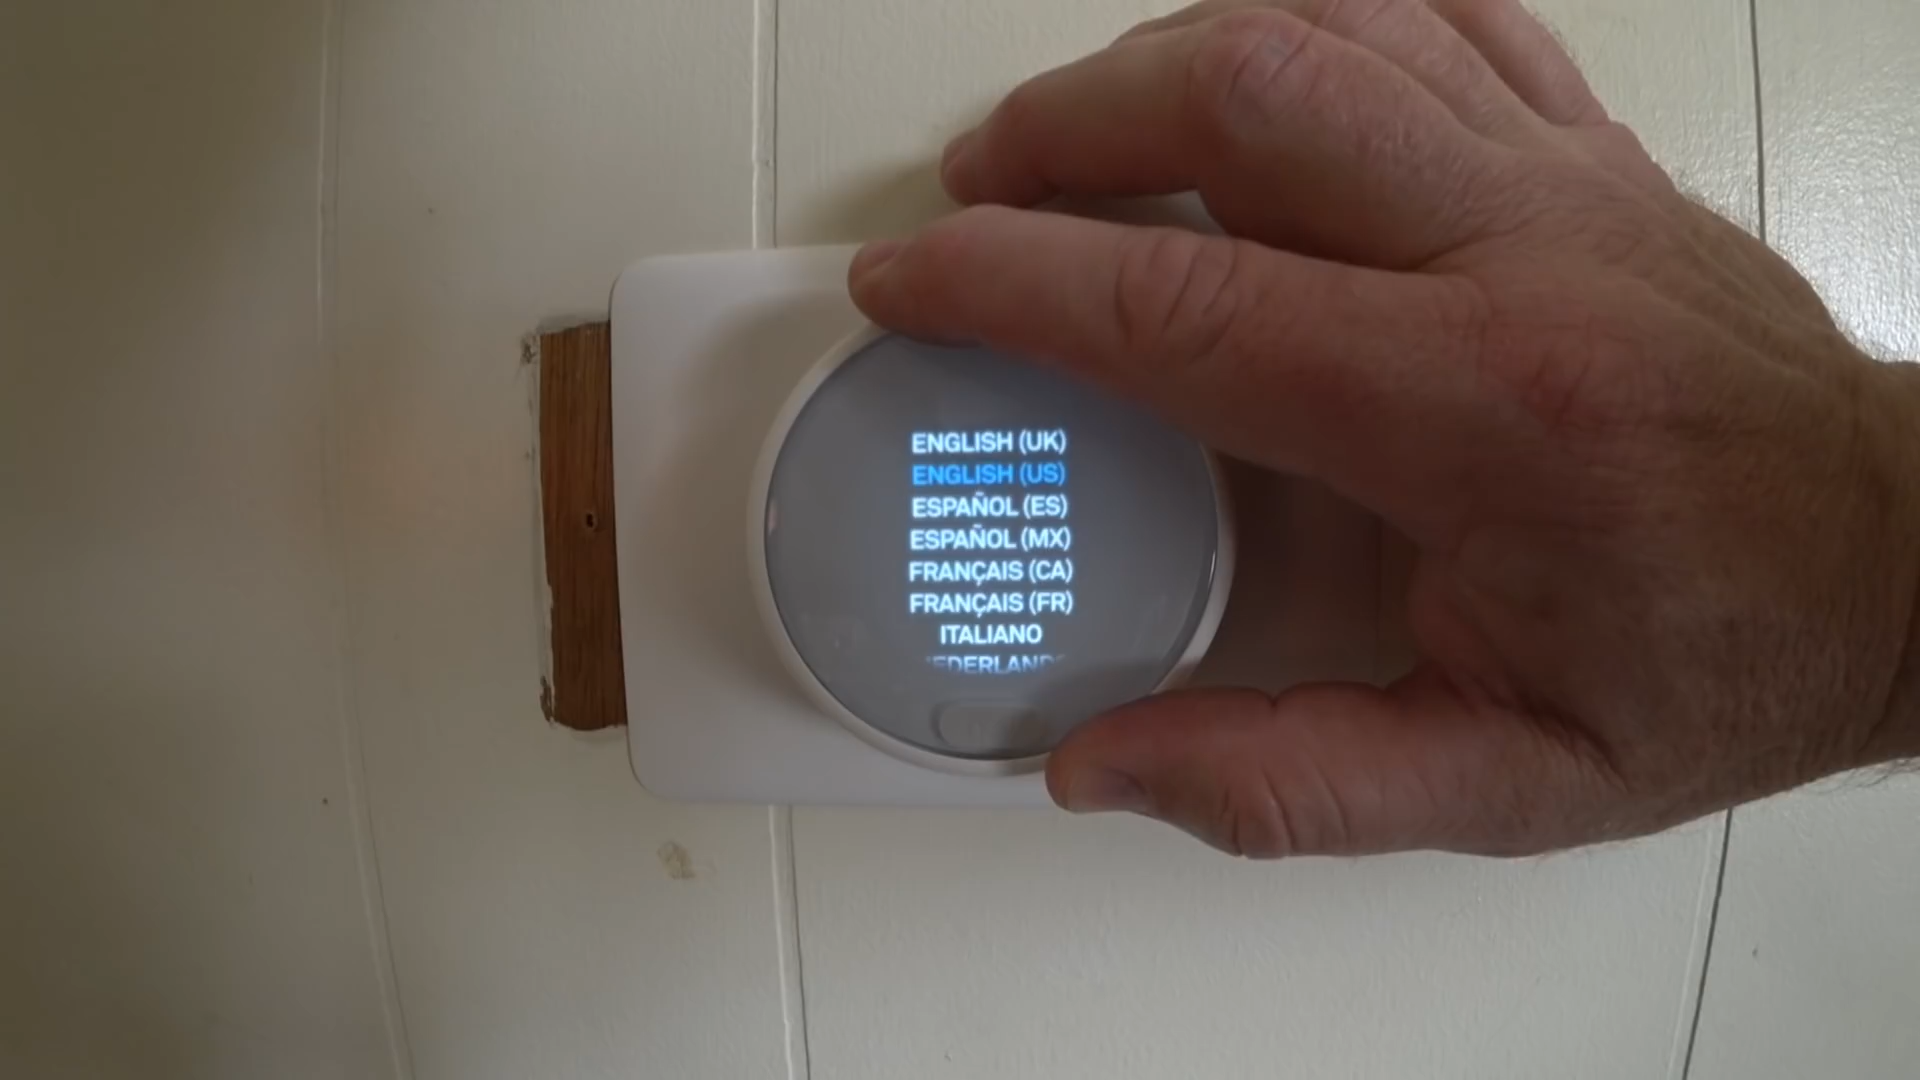 ENGLISH (UK)
ENGLISH (US)
ESPAÑOL (ES)
ESPAÑOL (MX)
FRANÇAIS (CA)
FRANÇAIS (FR)
ITALIANO